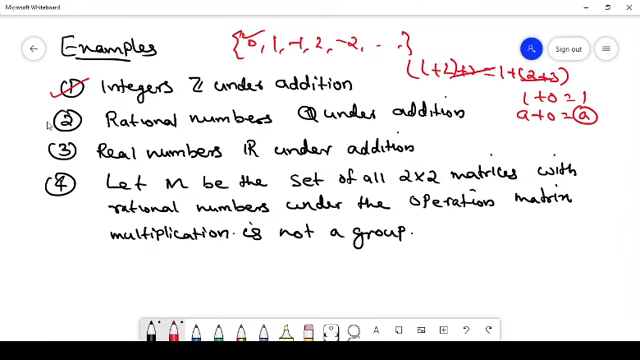 Microsoft Whiteboard
Examples
{0, 1, -1, 2, -2, ...}
Sign out
(1+2)+3 = 1+(2+3)
(1) Integers ℤ under addition
1+0 = 1
a+0 = a
(2) Rational numbers ℚ under addition
(3) Real numbers ℝ under addition
(4) Let M be the set of all 2×2 matrices with
rational numbers under the operation matrix
multiplication. is not a group.